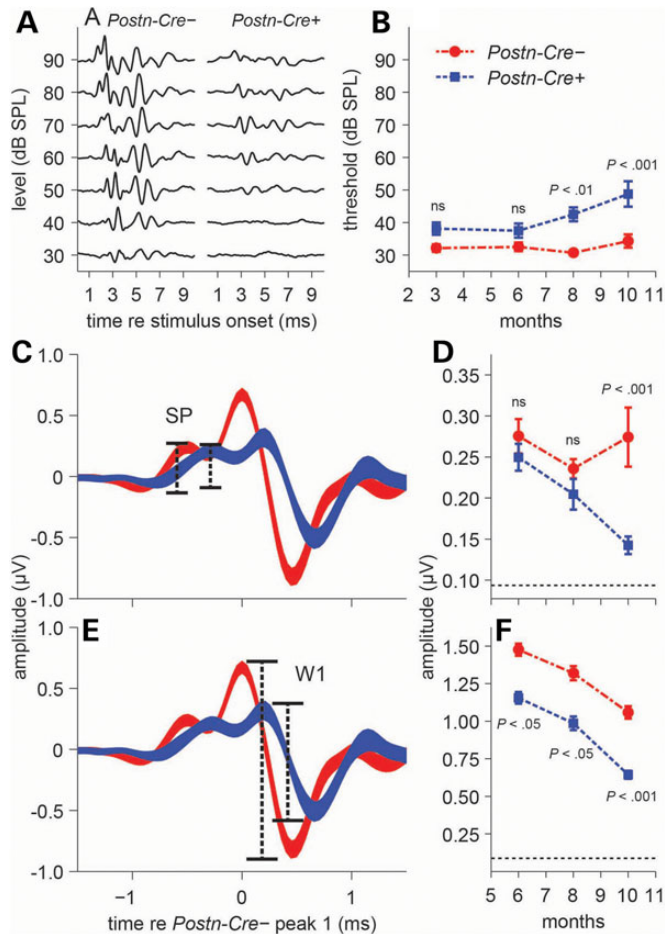 A
A
Postn-Cre− Postn-Cre+
level (dB SPL)
90
80
70
60
50
40
30
1 3 5 7 9 1 3 5 7 9
time re stimulus onset (ms)
B
Postn-Cre−
Postn-Cre+
threshold (dB SPL)
90
80
70
60
50
40
30
ns
ns
P < .01
P < .001
2 3 4 5 6 7 8 9 10 11
months
C
SP
1.0
0.5
0
-0.5
-1.0
amplitude (µV)
D
0.35
0.30
0.25
0.20
0.15
0.10
ns
ns
P < .001
amplitude (µV)
E
W1
1.0
0.5
0
-0.5
-1.0
−1 0 1
time re Postn-Cre− peak 1 (ms)
F
1.50
1.25
1.00
0.75
0.50
0.25
P < .05
P < .05
P < .001
5 6 7 8 9 10 11
months